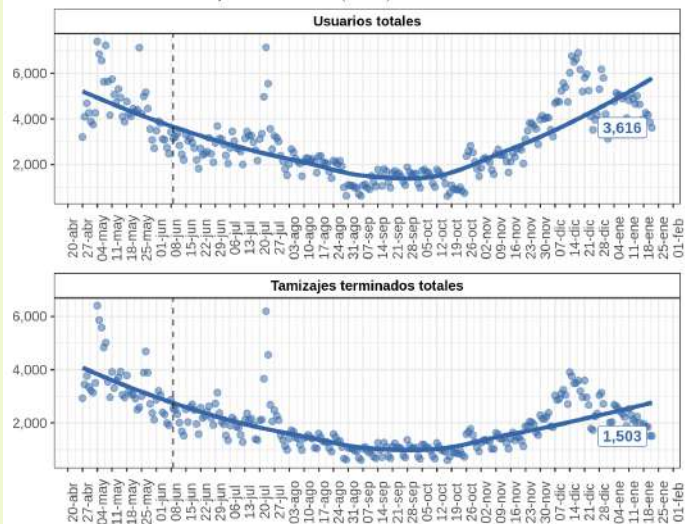 Usuarios totales
6,000
4,000
3,616
2,000
20-abr
27-abr
04-may
11-may
18-may
25-may
01-jun
08-jun
15-jun
22-jun
29-jun
06-jul
13-jul
20-jul
27-jul
03-ago
10-ago
17-ago
24-ago
31-ago
07-sep
14-sep
21-sep
28-sep
05-oct
12-oct
19-oct
26-oct
02-nov
09-nov
16-nov
23-nov
30-nov
07-dic
14-dic
21-dic
28-dic
04-ene
11-ene
18-ene
25-ene
01-feb
Tamizajes terminados totales
6,000
4,000
2,000
1,503
20-abr
27-abr
04-may
11-may
18-may
25-may
01-jun
08-jun
15-jun
22-jun
29-jun
06-jul
13-jul
20-jul
27-jul
03-ago
10-ago
17-ago
24-ago
31-ago
07-sep
14-sep
21-sep
28-sep
05-oct
12-oct
19-oct
26-oct
02-nov
09-nov
16-nov
23-nov
30-nov
07-dic
14-dic
21-dic
28-dic
04-ene
11-ene
18-ene
25-ene
01-feb